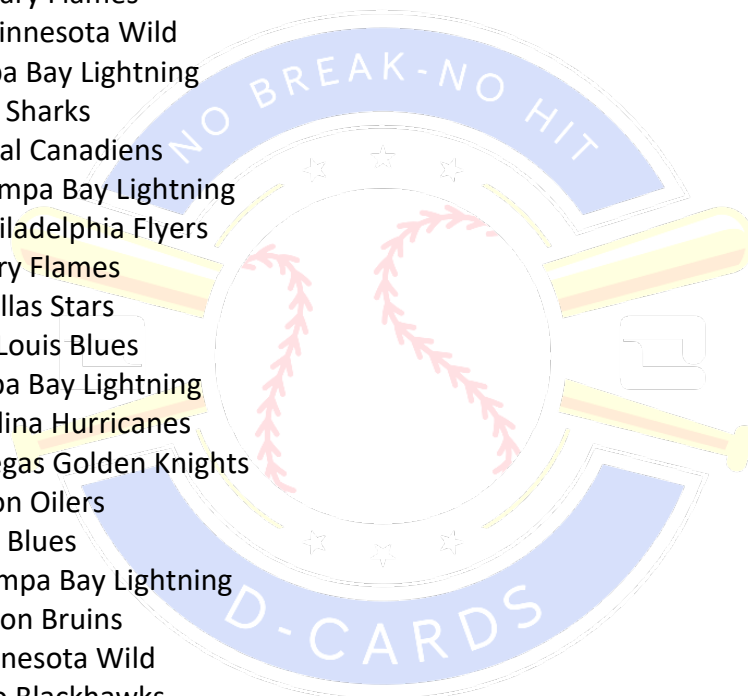 innesota Wild
pa Bay Lightning
Sharks
al Canadiens
mpa Bay Lightning
iladelphia Flyers
ry Flames
llas Stars
Louis Blues
pa Bay Lightning
lina Hurricanes
egas Golden Knights
on Oilers
Blues
mpa Bay Lightning
on Bruins
nesota Wild
NO BREAK-NO HIT
D-CARDS